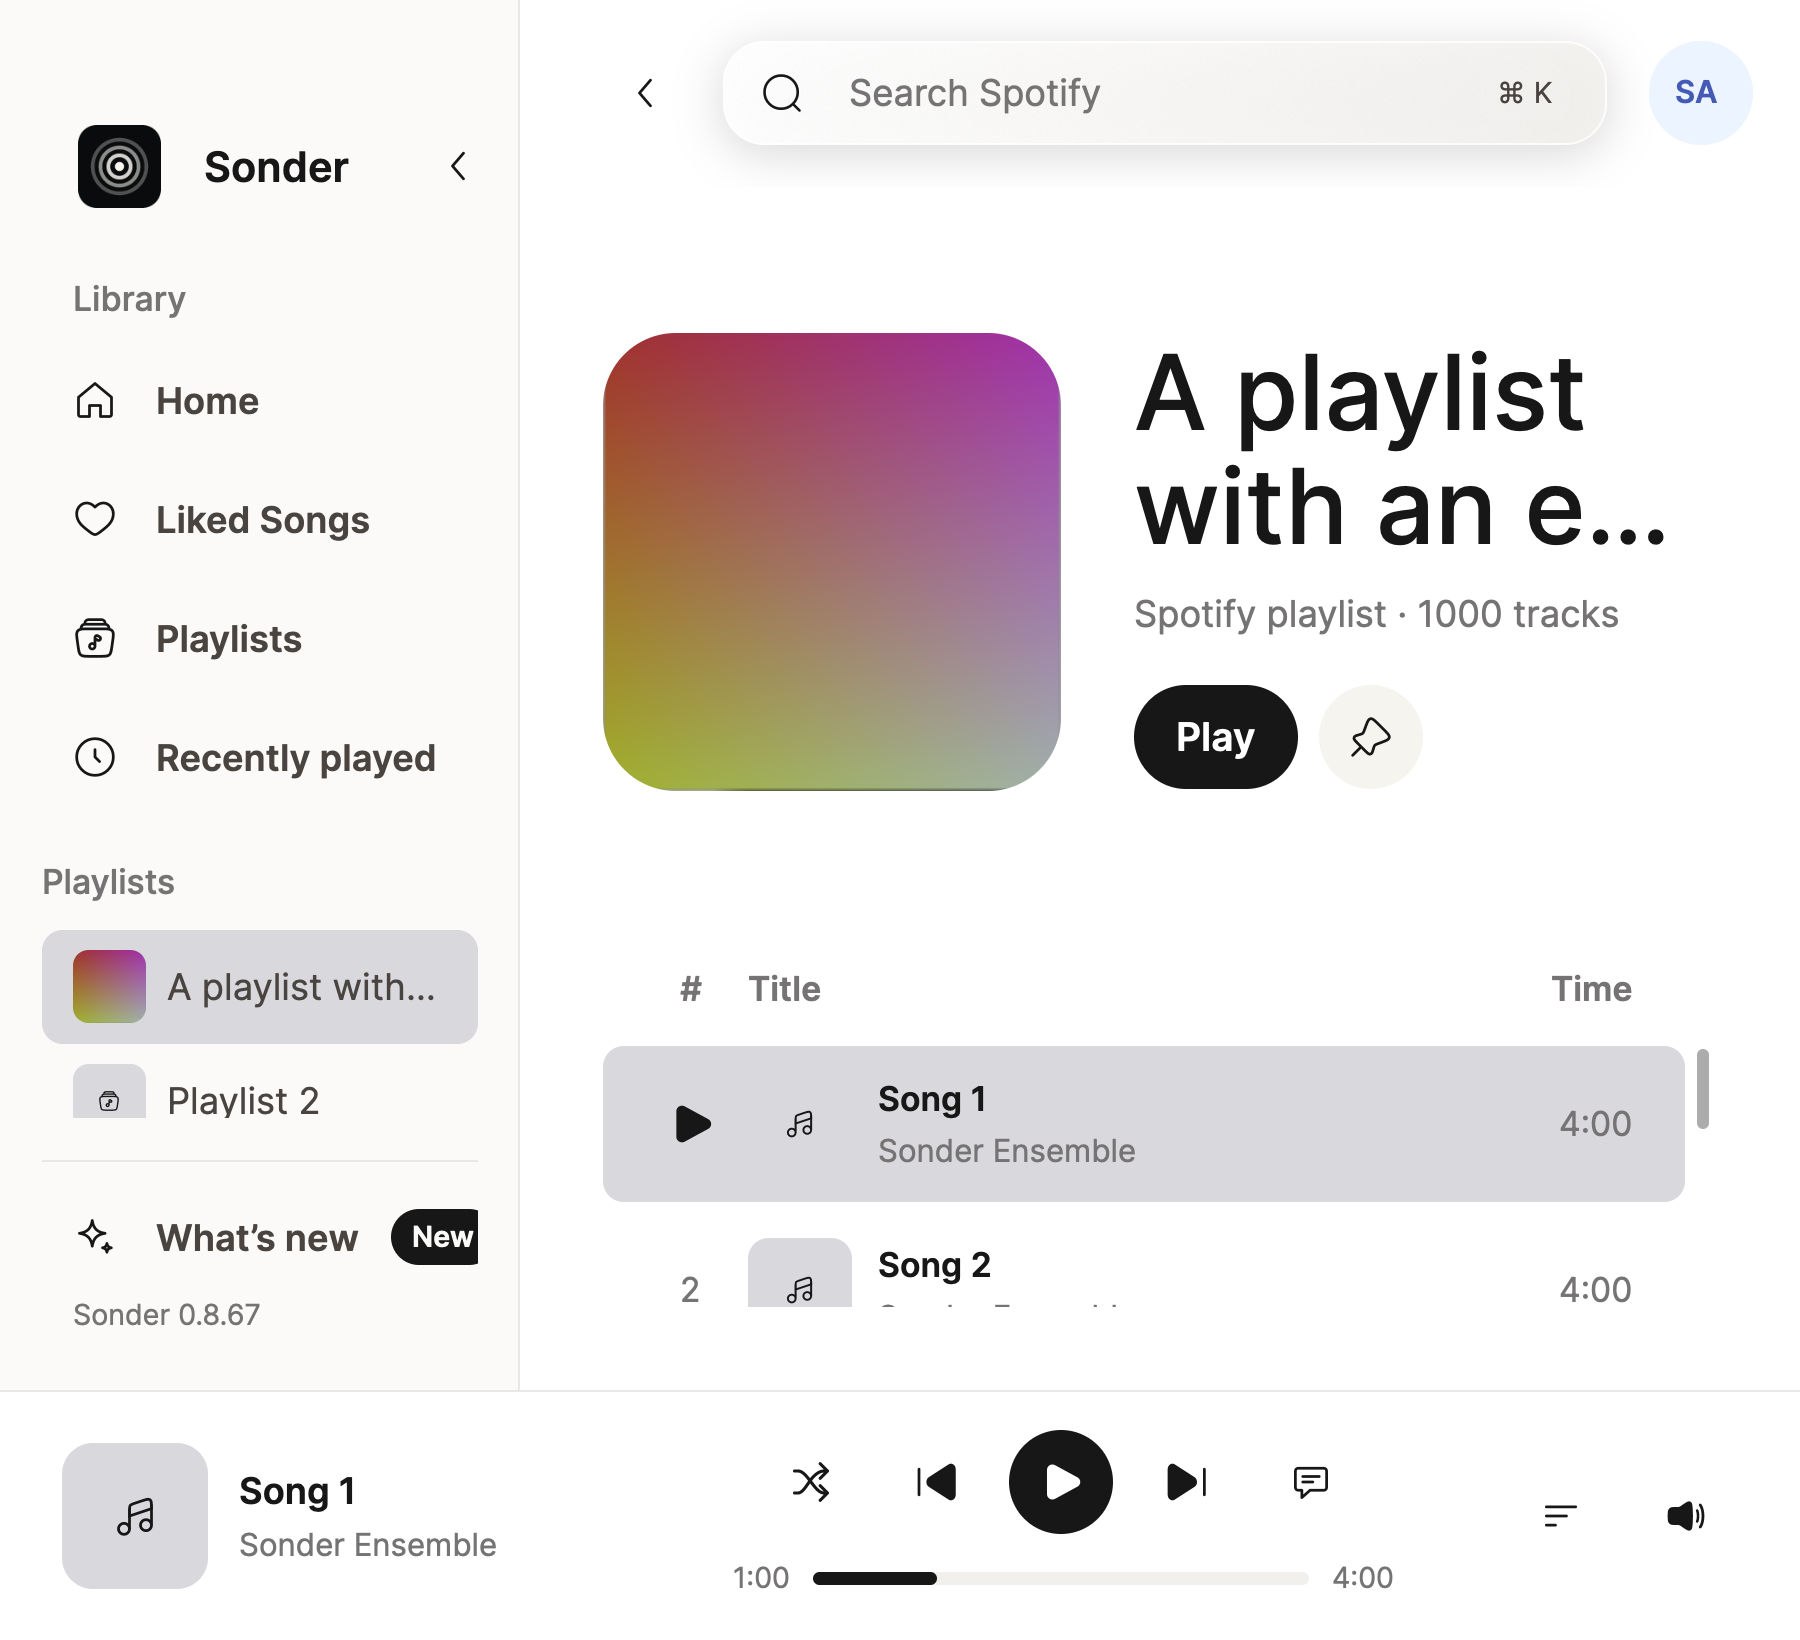 Search Spotify
⌘ K
SA
Sonder
Library
Home
Liked Songs
Playlists
Recently played
Playlists
A playlist with...
Playlist 2
What’s new
New
Sonder 0.8.67
A playlist
with an e...
Spotify playlist · 1000 tracks
Play
# Title Time
Song 1
Sonder Ensemble
4:00
2
Song 2
4:00
Song 1
Sonder Ensemble
1:00
4:00